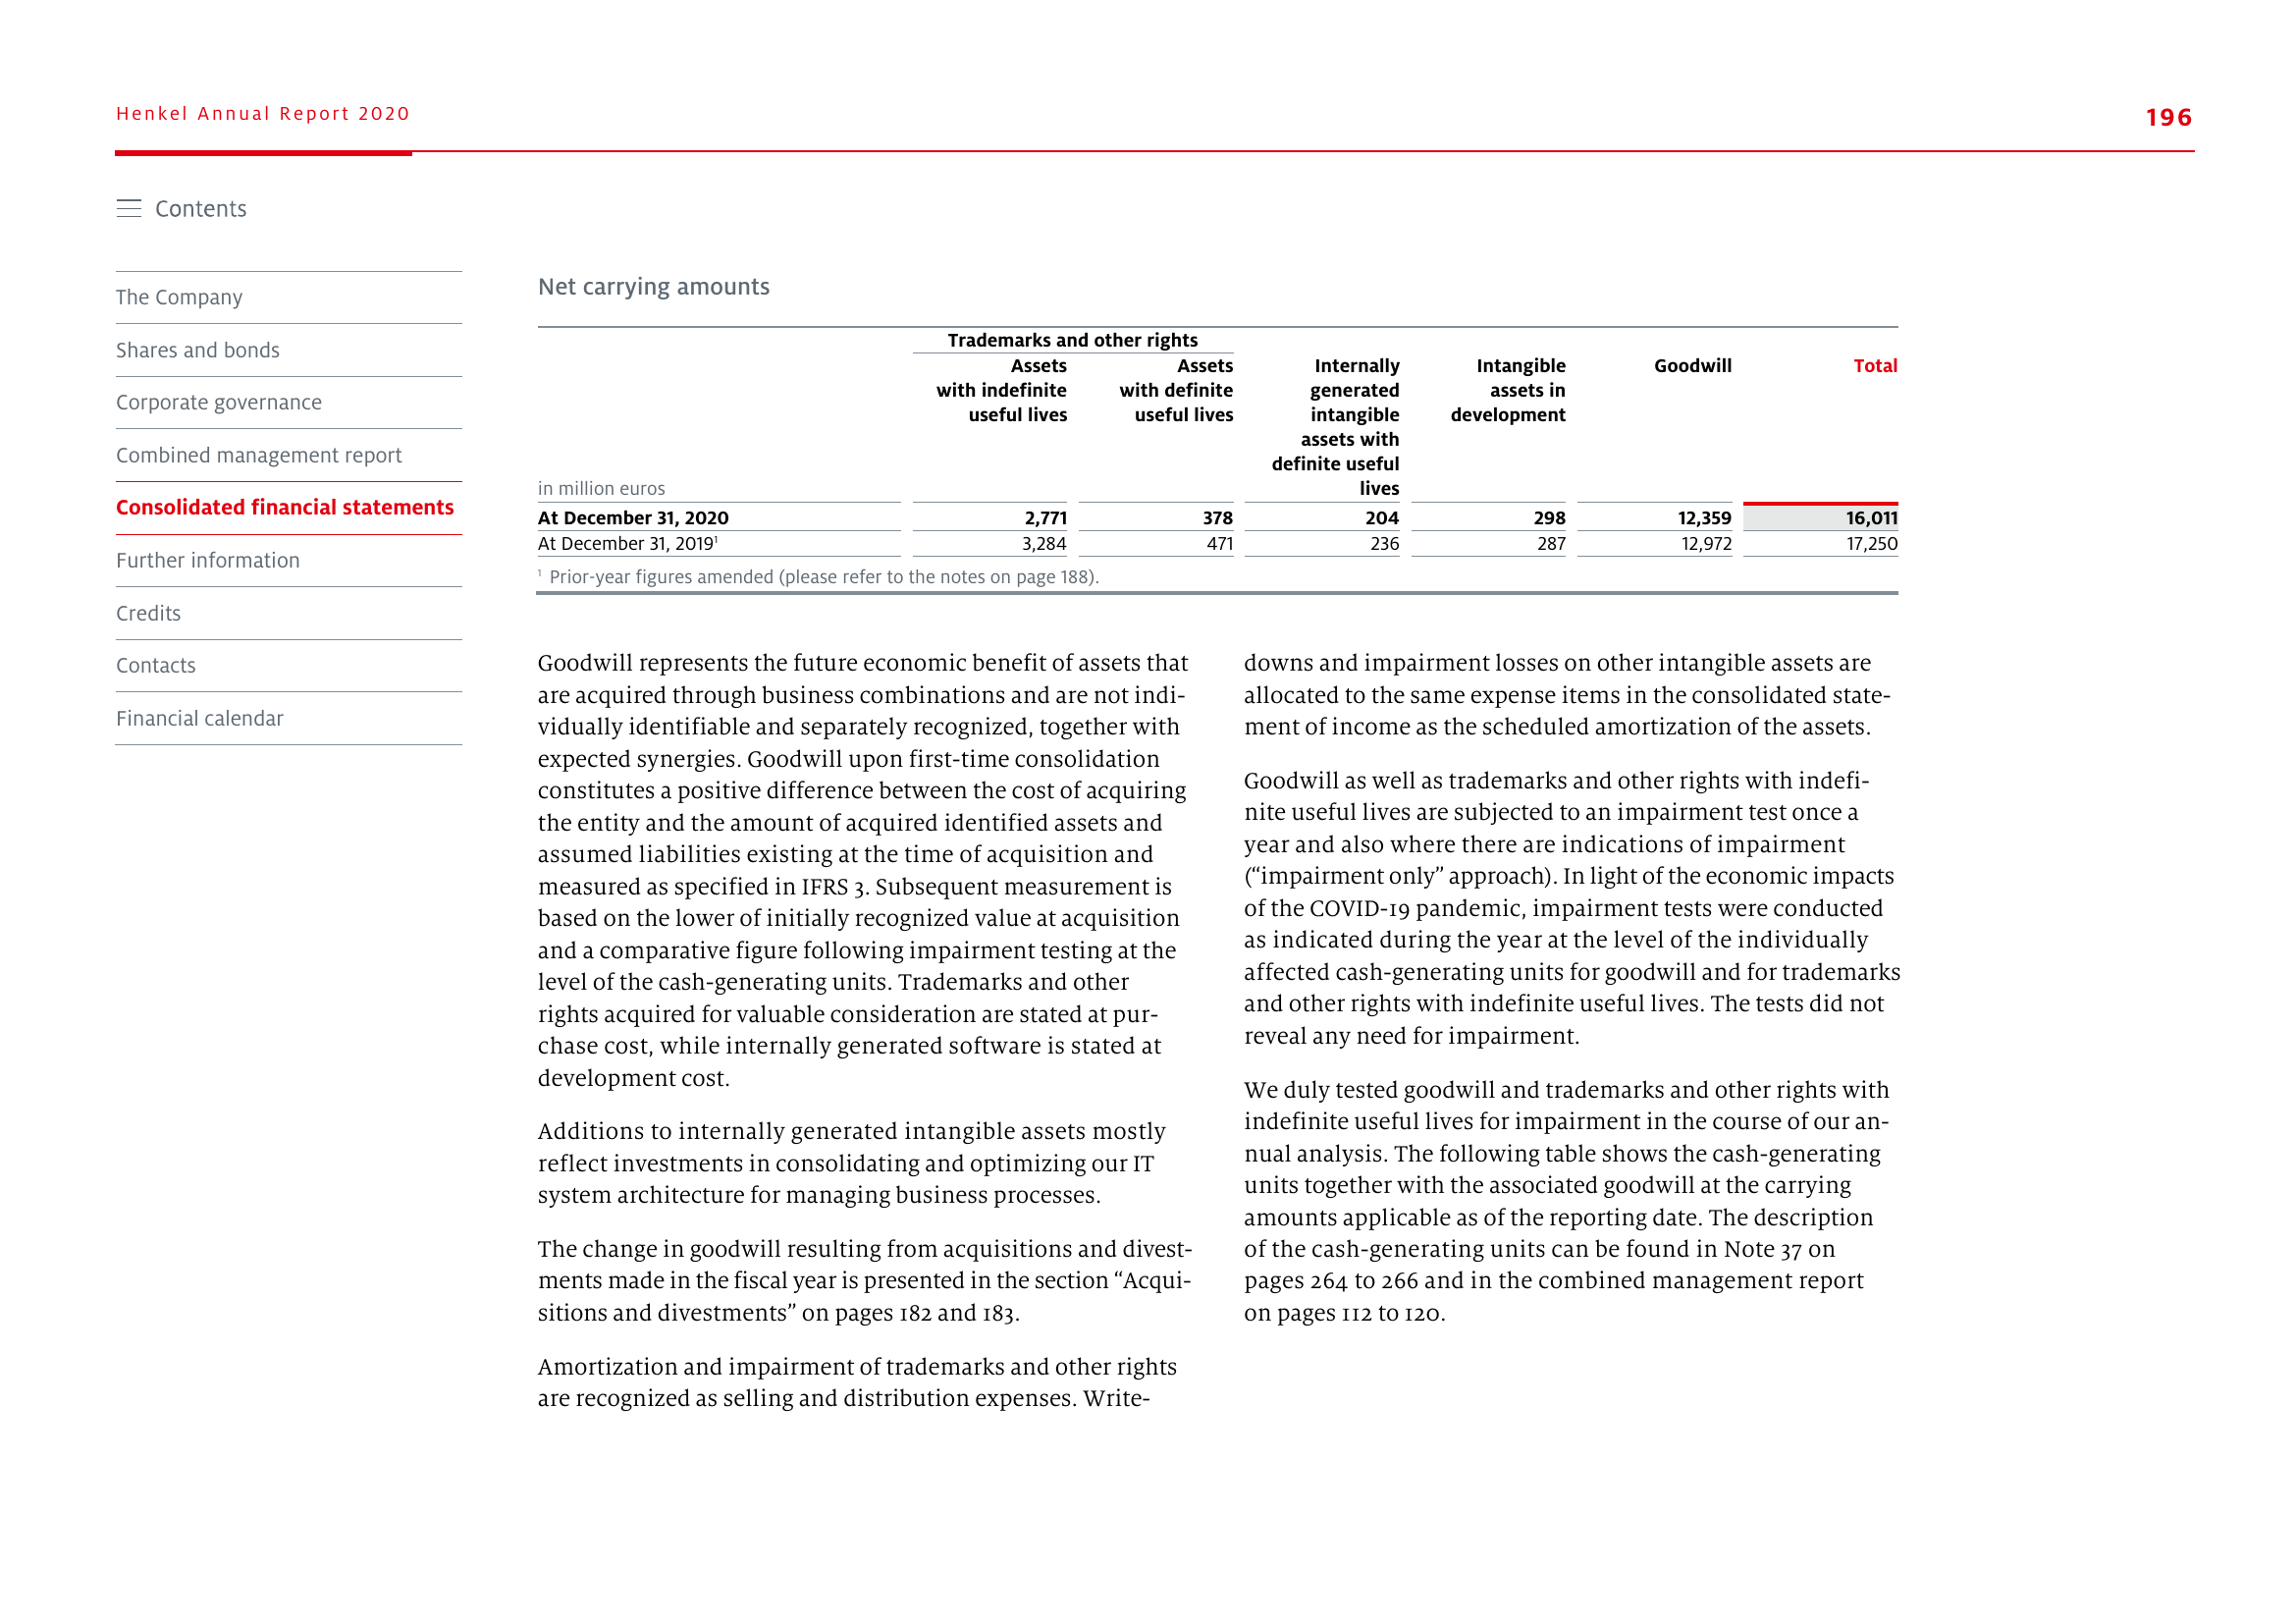 Henkel Annual Report 2020
196
Contents
The Company
Shares and bonds
Corporate governance
Combined management report
Consolidated financial statements
Further information
Credits
Contacts
Financial calendar
Net carrying amounts
Trademarks and other rights
in million euros
Assets
with indefinite
useful lives
Assets
with definite
useful lives
Internally
generated
intangible
assets with
definite useful
lives
Intangible
assets in
development
Goodwill
Total
At December 31, 2020 2,771 378 204 298 12,359 16,011
At December 31, 2019¹ 3,284 471 236 287 12,972 17,250
¹ Prior-year figures amended (please refer to the notes on page 188).
Goodwill represents the future economic benefit of assets that
are acquired through business combinations and are not indi-
vidually identifiable and separately recognized, together with
expected synergies. Goodwill upon first-time consolidation
constitutes a positive difference between the cost of acquiring
the entity and the amount of acquired identified assets and
assumed liabilities existing at the time of acquisition and
measured as specified in IFRS 3. Subsequent measurement is
based on the lower of initially recognized value at acquisition
and a comparative figure following impairment testing at the
level of the cash-generating units. Trademarks and other
rights acquired for valuable consideration are stated at pur-
chase cost, while internally generated software is stated at
development cost.
Additions to internally generated intangible assets mostly
reflect investments in consolidating and optimizing our IT
system architecture for managing business processes.
The change in goodwill resulting from acquisitions and divest-
ments made in the fiscal year is presented in the section “Acqui-
sitions and divestments” on pages 182 and 183.
Amortization and impairment of trademarks and other rights
are recognized as selling and distribution expenses. Write-
downs and impairment losses on other intangible assets are
allocated to the same expense items in the consolidated state-
ment of income as the scheduled amortization of the assets.
Goodwill as well as trademarks and other rights with indefi-
nite useful lives are subjected to an impairment test once a
year and also where there are indications of impairment
(“impairment only” approach). In light of the economic impacts
of the COVID-19 pandemic, impairment tests were conducted
as indicated during the year at the level of the individually
affected cash-generating units for goodwill and for trademarks
and other rights with indefinite useful lives. The tests did not
reveal any need for impairment.
We duly tested goodwill and trademarks and other rights with
indefinite useful lives for impairment in the course of our an-
nual analysis. The following table shows the cash-generating
units together with the associated goodwill at the carrying
amounts applicable as of the reporting date. The description
of the cash-generating units can be found in Note 37 on
pages 264 to 266 and in the combined management report
on pages 112 to 120.